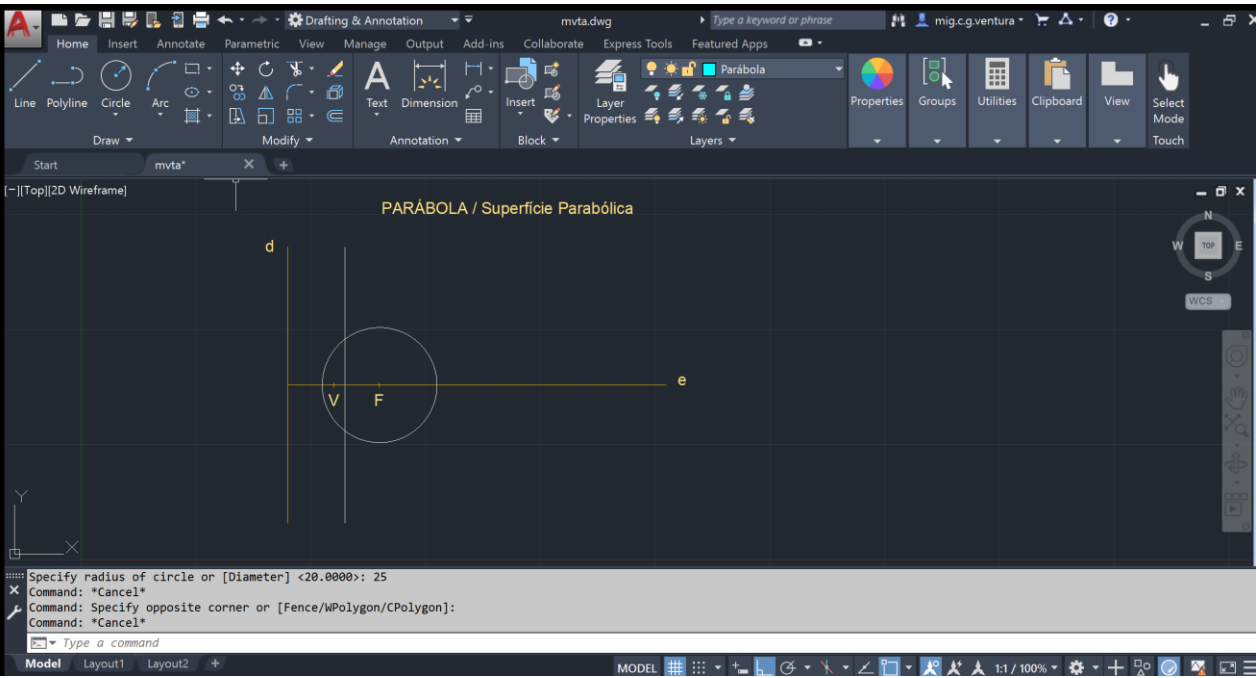 A Drafting & Annotation mvta.dwg Type a keyword or phrase mig.c.g.ventura ?
Home Insert Annotate Parametric View Manage Output Add-ins Collaborate Express Tools Featured Apps
Line Polyline Circle Arc A Text Dimension Insert Layer Properties Parábola Properties Groups Utilities Clipboard View Select Mode
Draw Modify Annotation Block Layers Touch
Start mvta* +
[−][Top][2D Wireframe]
PARÁBOLA / Superfície Parabólica
N
W TOP E
S
WCS
d
e
V F
Y
X
Specify radius of circle or [Diameter] <20.0000>: 25
Command: *Cancel*
Command: Specify opposite corner or [Fence/WPolygon/CPolygon]:
Command: *Cancel*
Type a command
Model Layout1 Layout2 + MODEL 1:1 / 100%